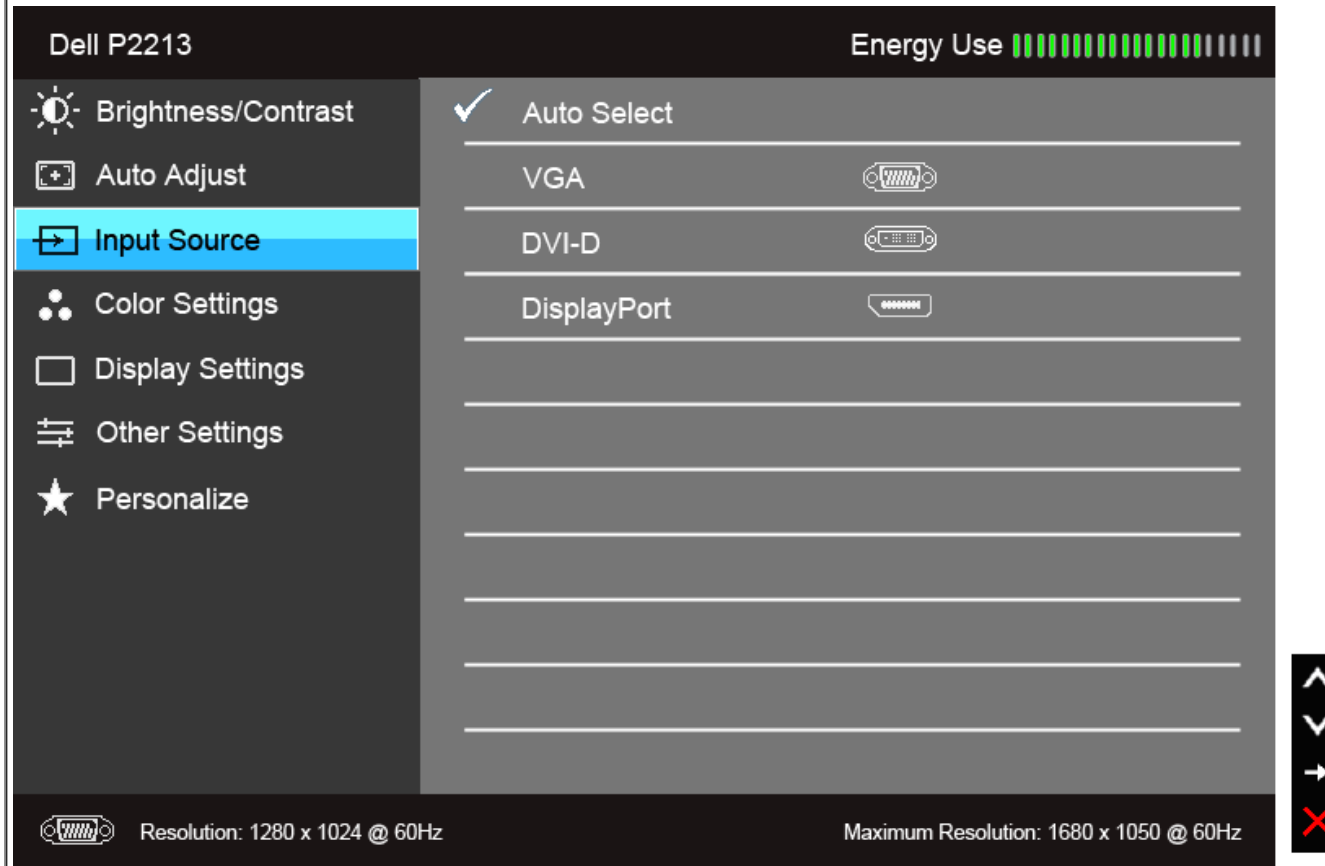 Dell P2213
Energy Use
Brightness/Contrast
Auto Adjust
Input Source
Color Settings
Display Settings
Other Settings
Personalize
Auto Select
VGA
DVI-D
DisplayPort
Resolution: 1280 x 1024 @ 60Hz
Maximum Resolution: 1680 x 1050 @ 60Hz